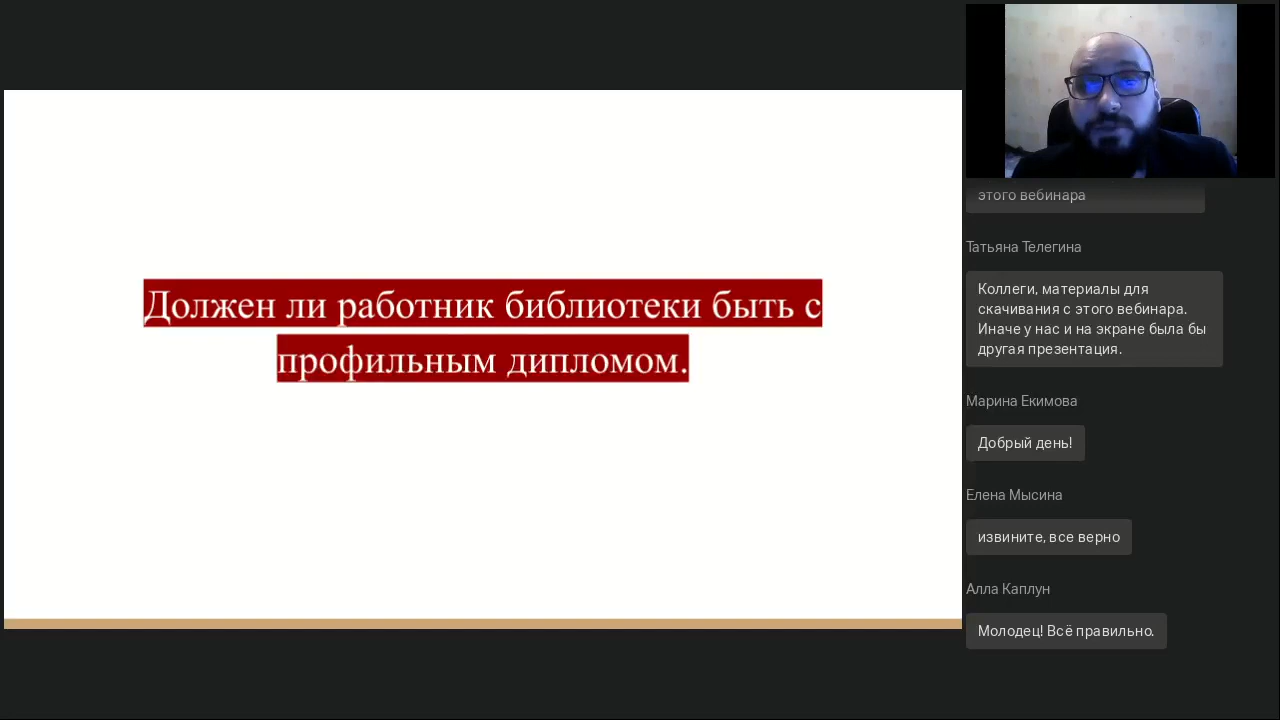 Должен ли работник библиотеки быть с
профильным дипломом.
этого вебинара
Татьяна Телегина
Коллеги, материалы для
скачивания с этого вебинара.
Иначе у нас и на экране была бы
другая презентация.
Марина Екимова
Добрый день!
Елена Мысина
извините, все верно
Алла Каплун
Молодец! Всё правильно.